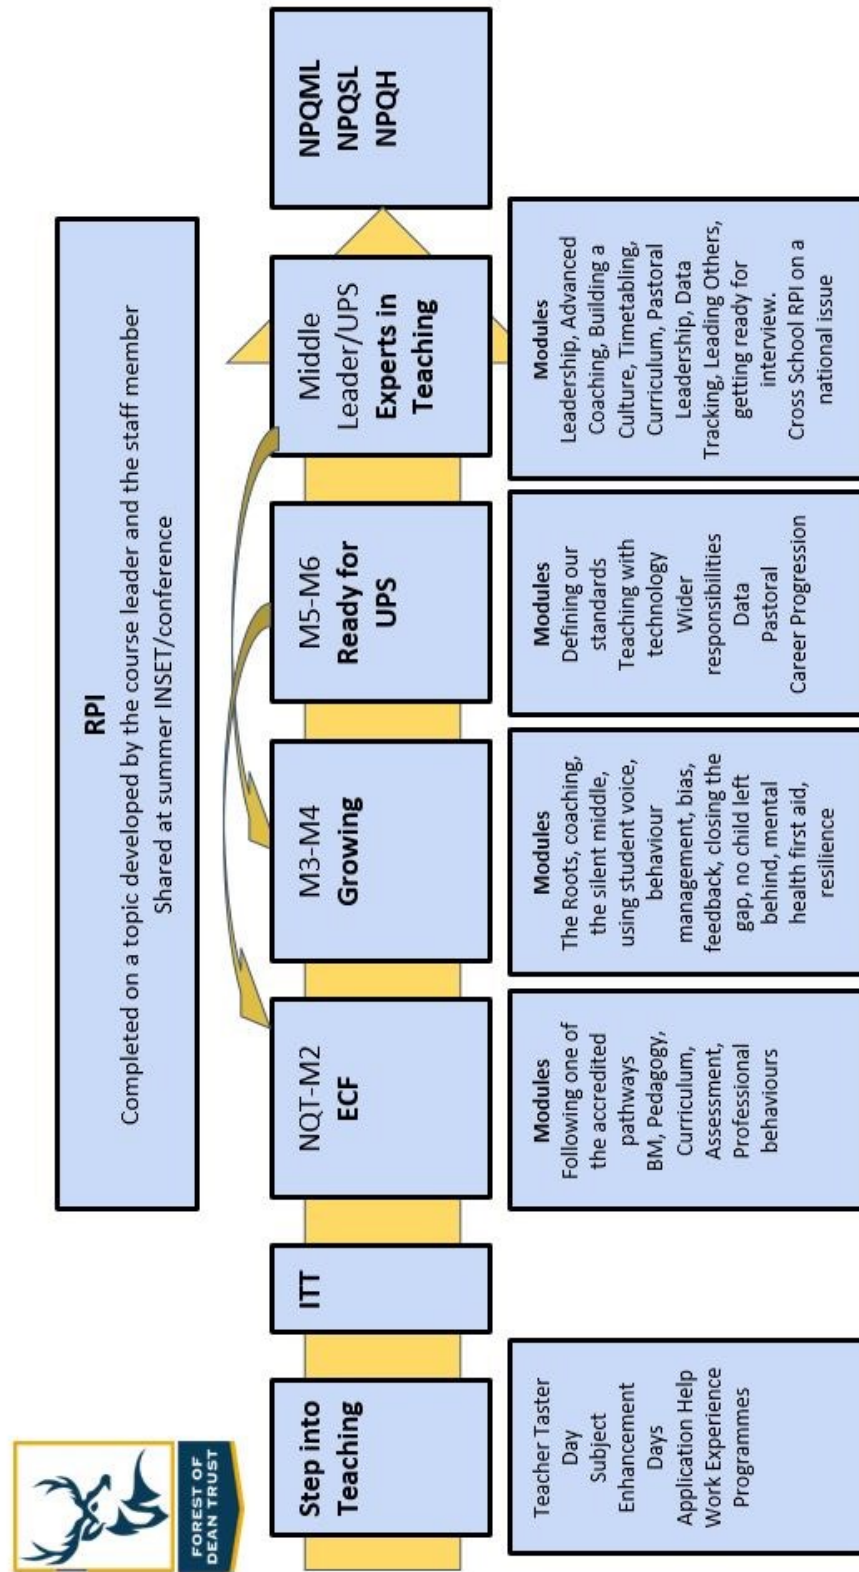 FOREST OF
DEAN TRUST
RPI
Completed on a topic developed by the course leader and the staff member
Shared at summer INSET/conference
Step into
Teaching
ITT
NQT-M2
ECF
M3-M4
Growing
M5-M6
Ready for
UPS
Middle
Leader/UPS
Experts in
Teaching
NPQML
NPQSL
NPQH
Teacher Taster
Day
Subject
Enhancement
Days
Application Help
Work Experience
Programmes
Modules
Following one of
the accredited
pathways
BM, Pedagogy,
Curriculum,
Assessment,
Professional
behaviours
Modules
The Roots, coaching,
the silent middle,
using student voice,
behaviour
management, bias,
feedback, closing the
gap, no child left
behind, mental
health first aid,
resilience
Modules
Defining our
standards
Teaching with
technology
Wider
responsibilities
Data
Pastoral
Career Progression
Modules
Leadership, Advanced
Coaching, Building a
Culture, Timetabling,
Curriculum, Pastoral
Leadership, Data
Tracking, Leading Others,
getting ready for
interview.
Cross School RPI on a
national issue